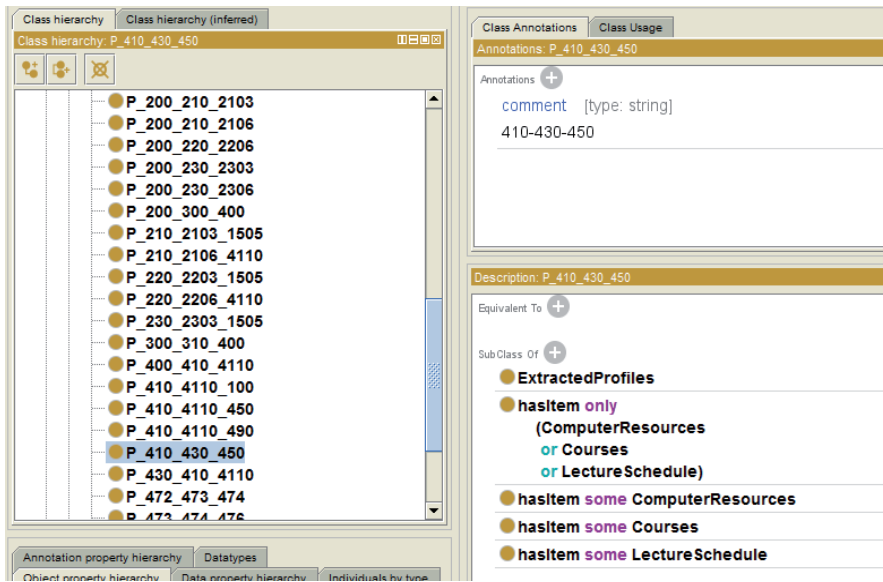 Class hierarchy
Class hierarchy (inferred)
Class hierarchy: P_410_430_450
P_200_210_2103
P_200_210_2106
P_200_220_2206
P_200_230_2303
P_200_230_2306
P_200_300_400
P_210_2103_1505
P_210_2106_4110
P_220_2203_1505
P_220_2206_4110
P_230_2303_1505
P_300_310_400
P_400_410_4110
P_410_4110_100
P_410_4110_450
P_410_4110_490
P_410_430_450
P_430_410_4110
P_472_473_474
P_473_474_476
Annotation property hierarchy
Datatypes
Object property hierarchy
Data property hierarchy
Individuals by type
Class Annotations
Class Usage
Annotations: P_410_430_450
Annotations
comment [type: string]
410-430-450
Description: P_410_430_450
Equivalent To
SubClass Of
ExtractedProfiles
hasItem only
(ComputerResources
or Courses
or LectureSchedule)
hasItem some ComputerResources
hasItem some Courses
hasItem some LectureSchedule